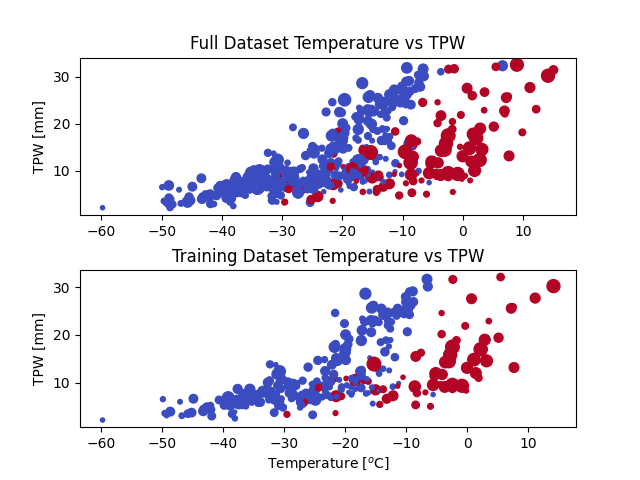 Full Dataset Temperature vs TPW
TPW [mm]
30
20
10
−60 −50 −40 −30 −20 −10 0 10
Training Dataset Temperature vs TPW
TPW [mm]
30
20
10
−60 −50 −40 −30 −20 −10 0 10
Temperature [°C]